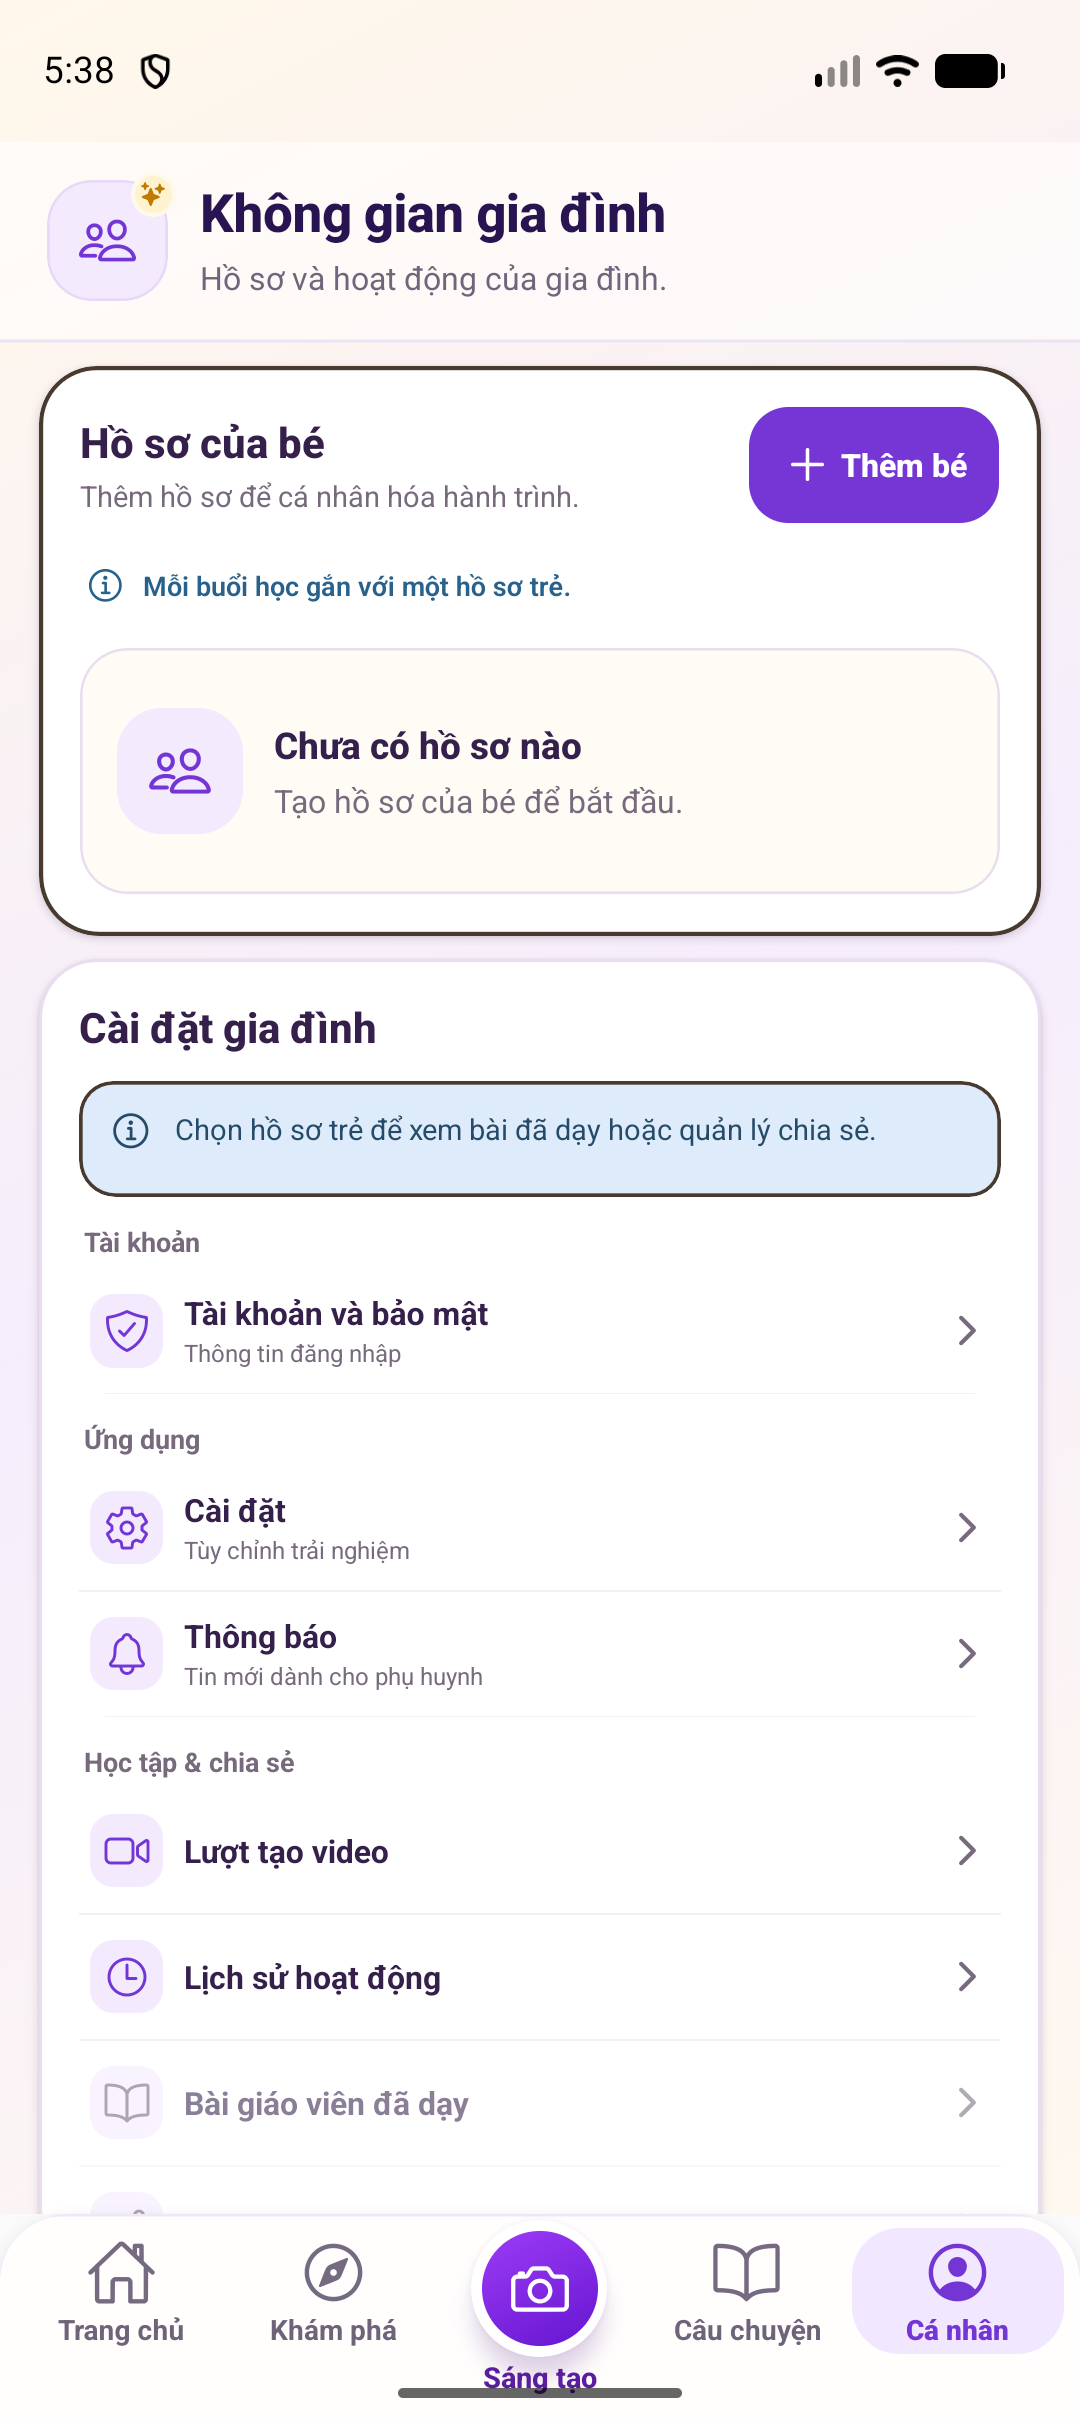 5:38
Không gian gia đình
Hồ sơ và hoạt động của gia đình.
Hồ sơ của bé
Thêm hồ sơ để cá nhân hóa hành trình.
Thêm bé
Mỗi buổi học gắn với một hồ sơ trẻ.
Chưa có hồ sơ nào
Tạo hồ sơ của bé để bắt đầu.
Cài đặt gia đình
Chọn hồ sơ trẻ để xem bài đã dạy hoặc quản lý chia sẻ.
Tài khoản
Tài khoản và bảo mật
Thông tin đăng nhập
Ứng dụng
Cài đặt
Tùy chỉnh trải nghiệm
Thông báo
Tin mới dành cho phụ huynh
Học tập & chia sẻ
Lượt tạo video
Lịch sử hoạt động
Bài giáo viên đã dạy
Trang chủ
Khám phá
Sáng tạo
Câu chuyện
Cá nhân